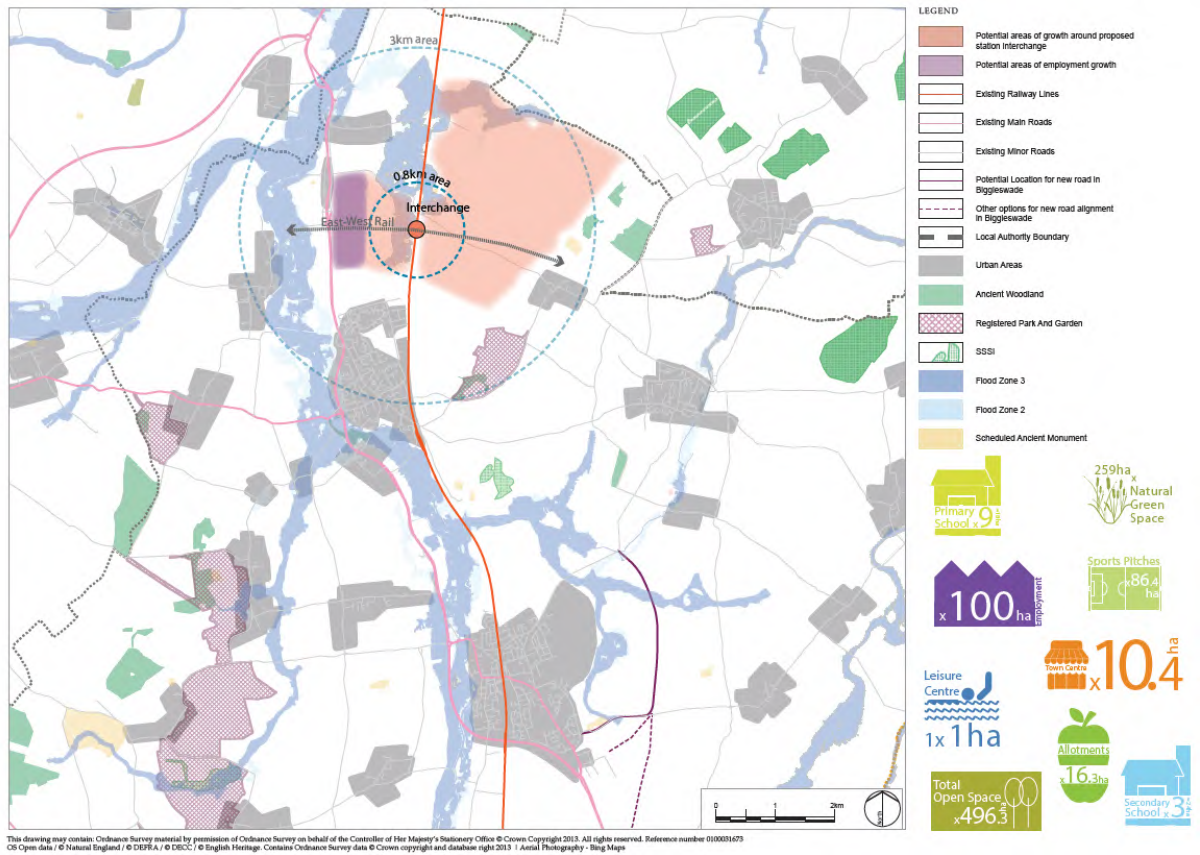 3km area
0.8km area
Interchange
East-West Rail
0 1 2km
North
LEGEND
Potential areas of growth around proposed
station interchange
Potential areas of employment growth
Existing Railway Lines
Existing Main Roads
Existing Minor Roads
Potential Location for new road in
Biggleswade
Other options for new road alignment
in Biggleswade
Local Authority Boundary
Urban Areas
Ancient Woodland
Registered Park And Garden
SSSI
Flood Zone 3
Flood Zone 2
Scheduled Ancient Monument
Primary
School x 9
259ha
x
Natural
Green
Space
x 100 ha
Employment
Sports Pitches
x86.4
ha
Town Centre
x10.4 ha
Leisure
Centre
1x 1ha
Allotments
x16.3ha
Total
Open Space
x496.3 ha
Secondary
School x 3
This drawing may contain: Ordnance Survey material by permission of Ordnance Survey on behalf of the Controller of Her Majesty's Stationery Office © Crown Copyright 2013. All rights reserved. Reference number 0100031673
OS Open data / © Natural England / © DEFRA / © DECC / © English Heritage. Contains Ordnance Survey data © Crown copyright and database right 2013 | Aerial Photography - Bing Maps